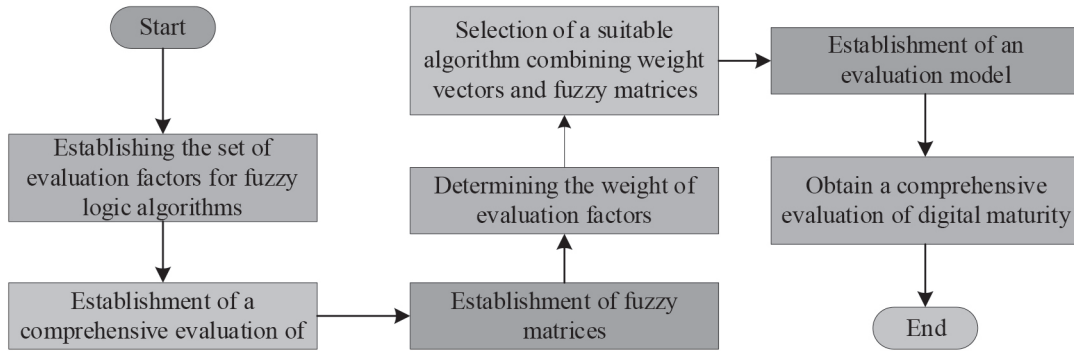 Start
Establishing the set of
evaluation factors for fuzzy
logic algorithms
Establishment of a
comprehensive evaluation of
Establishment of fuzzy
matrices
Determining the weight of
evaluation factors
Selection of a suitable
algorithm combining weight
vectors and fuzzy matrices
Establishment of an
evaluation model
Obtain a comprehensive
evaluation of digital maturity
End